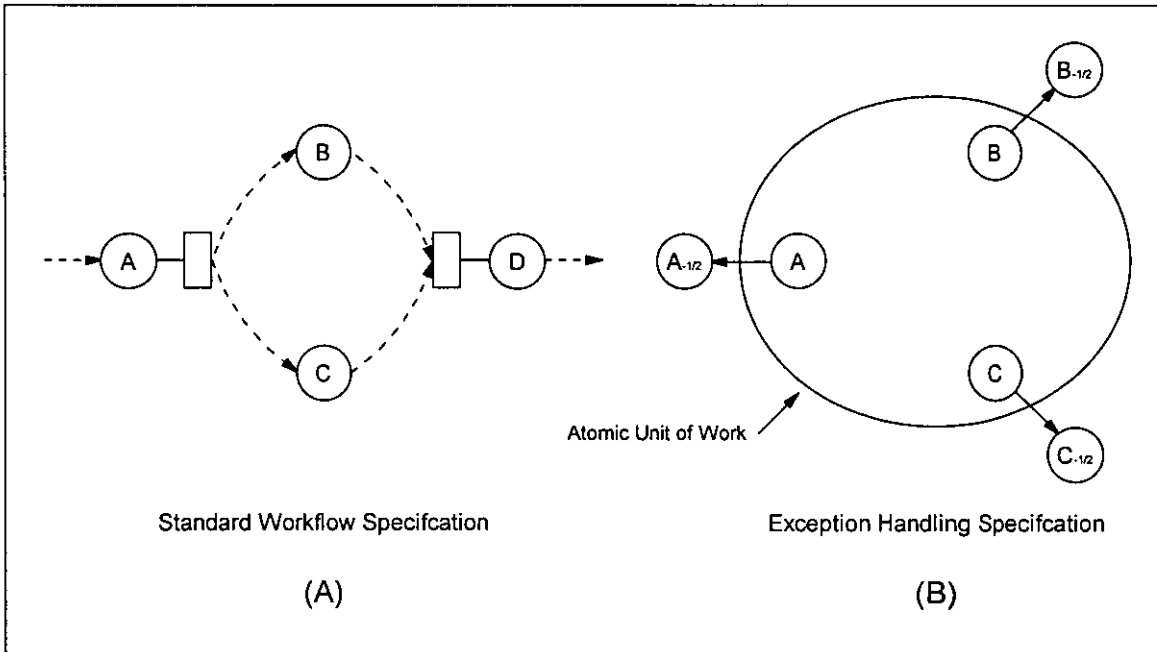 A
B
C
D
Standard Workflow Specifcation
(A)
B-1/2
B
A-1/2
A
C
C-1/2
Atomic Unit of Work
Exception Handling Specifcation
(B)